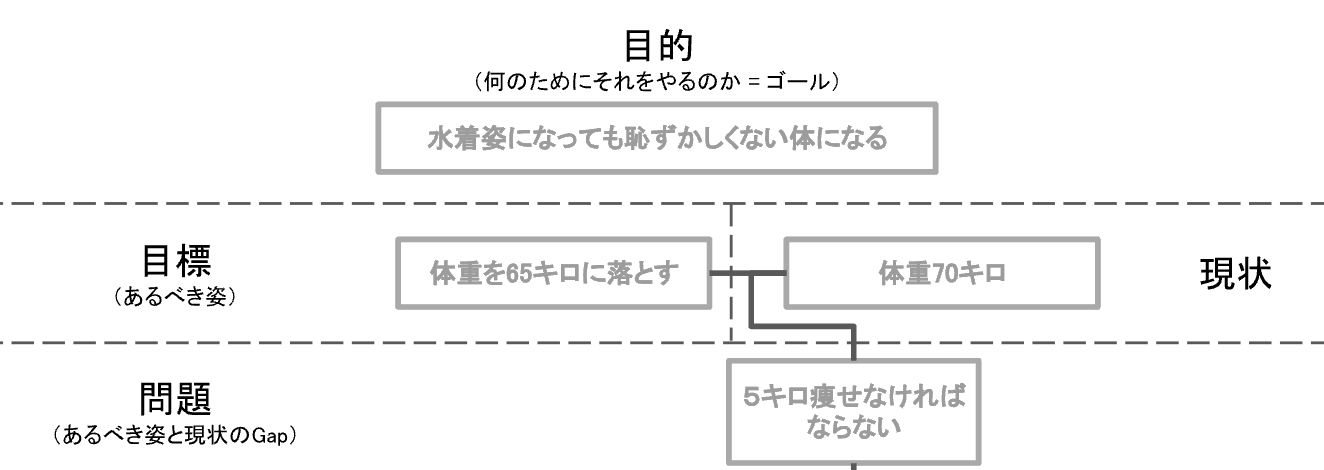 目的
（何のためにそれをやるのか = ゴール）
水着姿になっても恥ずかしくない体になる
目標
（あるべき姿）
体重を65キロに落とす
体重70キロ
現状
問題
（あるべき姿と現状のGap）
５キロ痩せなければ
ならない